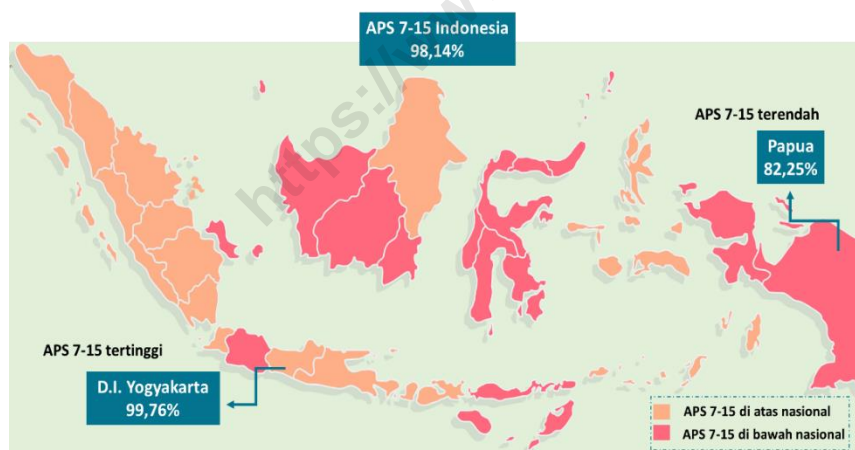 APS 7-15 Indonesia
98,14%
APS 7-15 terendah
Papua
82,25%
APS 7-15 tertinggi
D.I. Yogyakarta
99,76%
APS 7-15 di atas nasional
APS 7-15 di bawah nasional
https://w